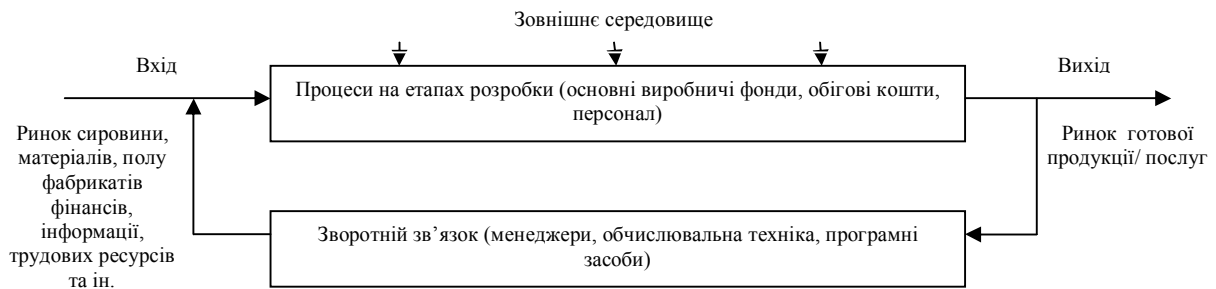 Зовнішнє середовище
Вхід
Вихід
Процеси на етапах розробки (основні виробничі фонди, обігові кошти,
персонал)
Ринок сировини,
матеріалів, полу
фабрикатів
фінансів,
інформації,
трудових ресурсів
та ін.
Ринок готової
продукції/ послуг
Зворотній зв’язок (менеджери, обчислювальна техніка, програмні
засоби)